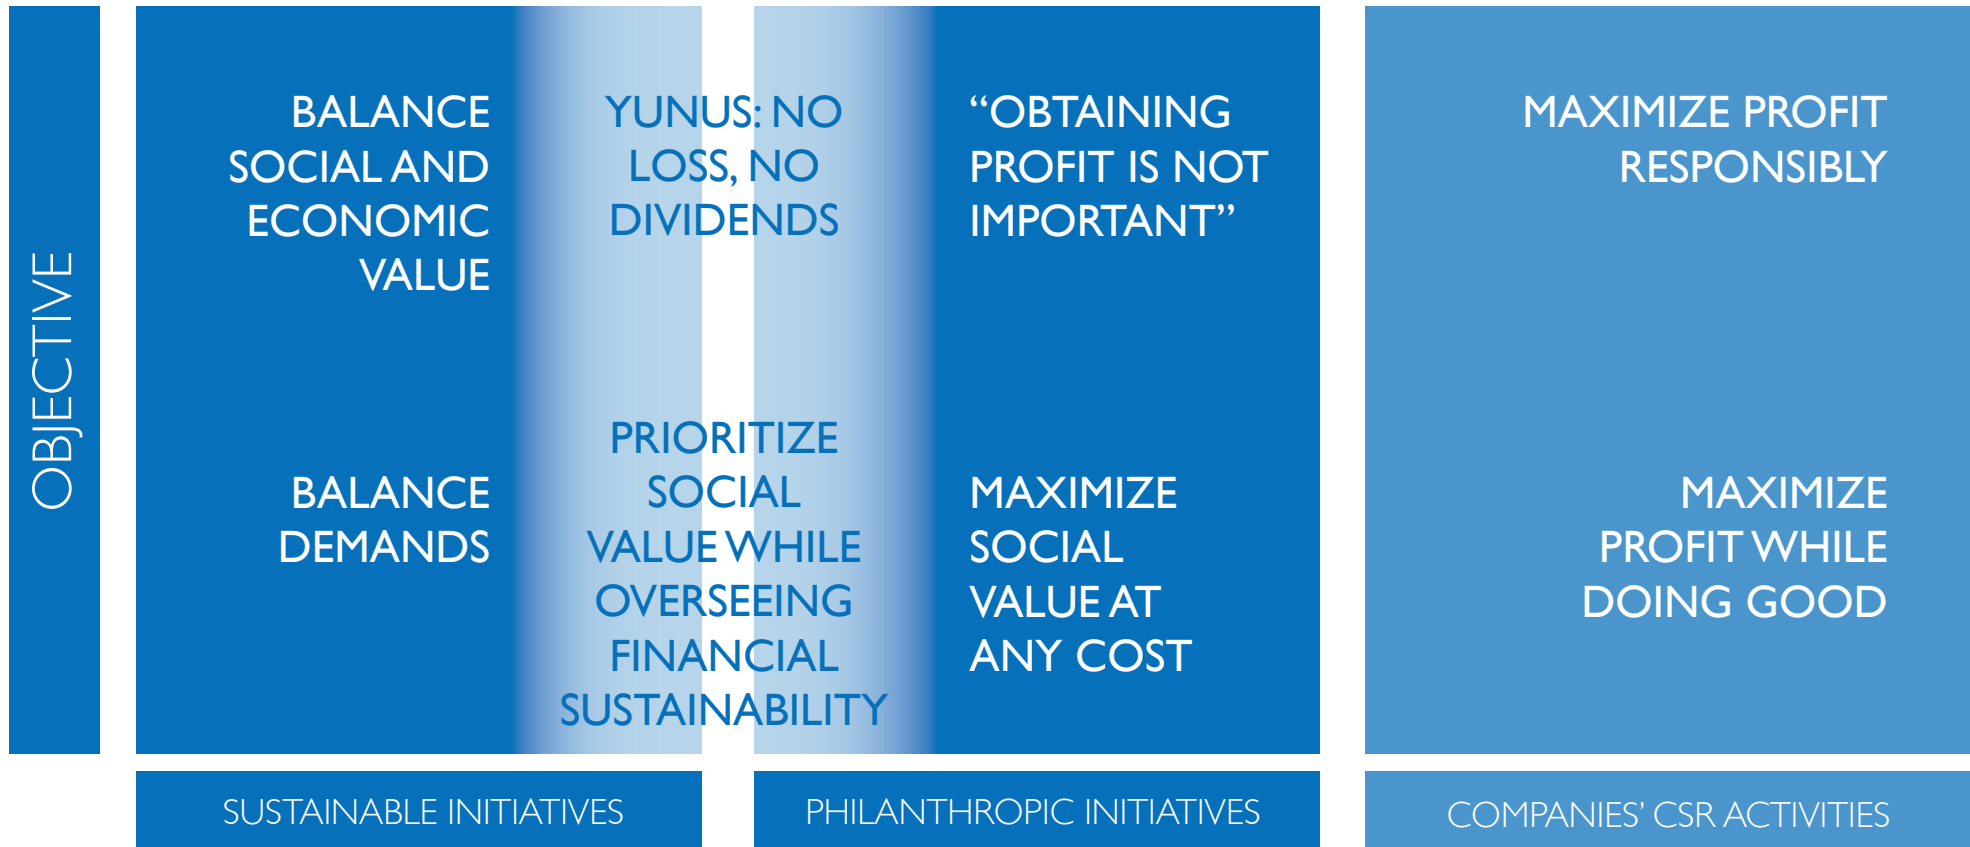 OBJECTIVE
BALANCE
SOCIAL AND
ECONOMIC
VALUE
YUNUS: NO
LOSS, NO
DIVIDENDS
“OBTAINING
PROFIT IS NOT
IMPORTANT”
MAXIMIZE PROFIT
RESPONSIBLY
BALANCE
DEMANDS
PRIORITIZE
SOCIAL
VALUE WHILE
OVERSEEING
FINANCIAL
SUSTAINABILITY
MAXIMIZE
SOCIAL
VALUE AT
ANY COST
MAXIMIZE
PROFIT WHILE
DOING GOOD
SUSTAINABLE INITIATIVES
PHILANTHROPIC INITIATIVES
COMPANIES’ CSR ACTIVITIES